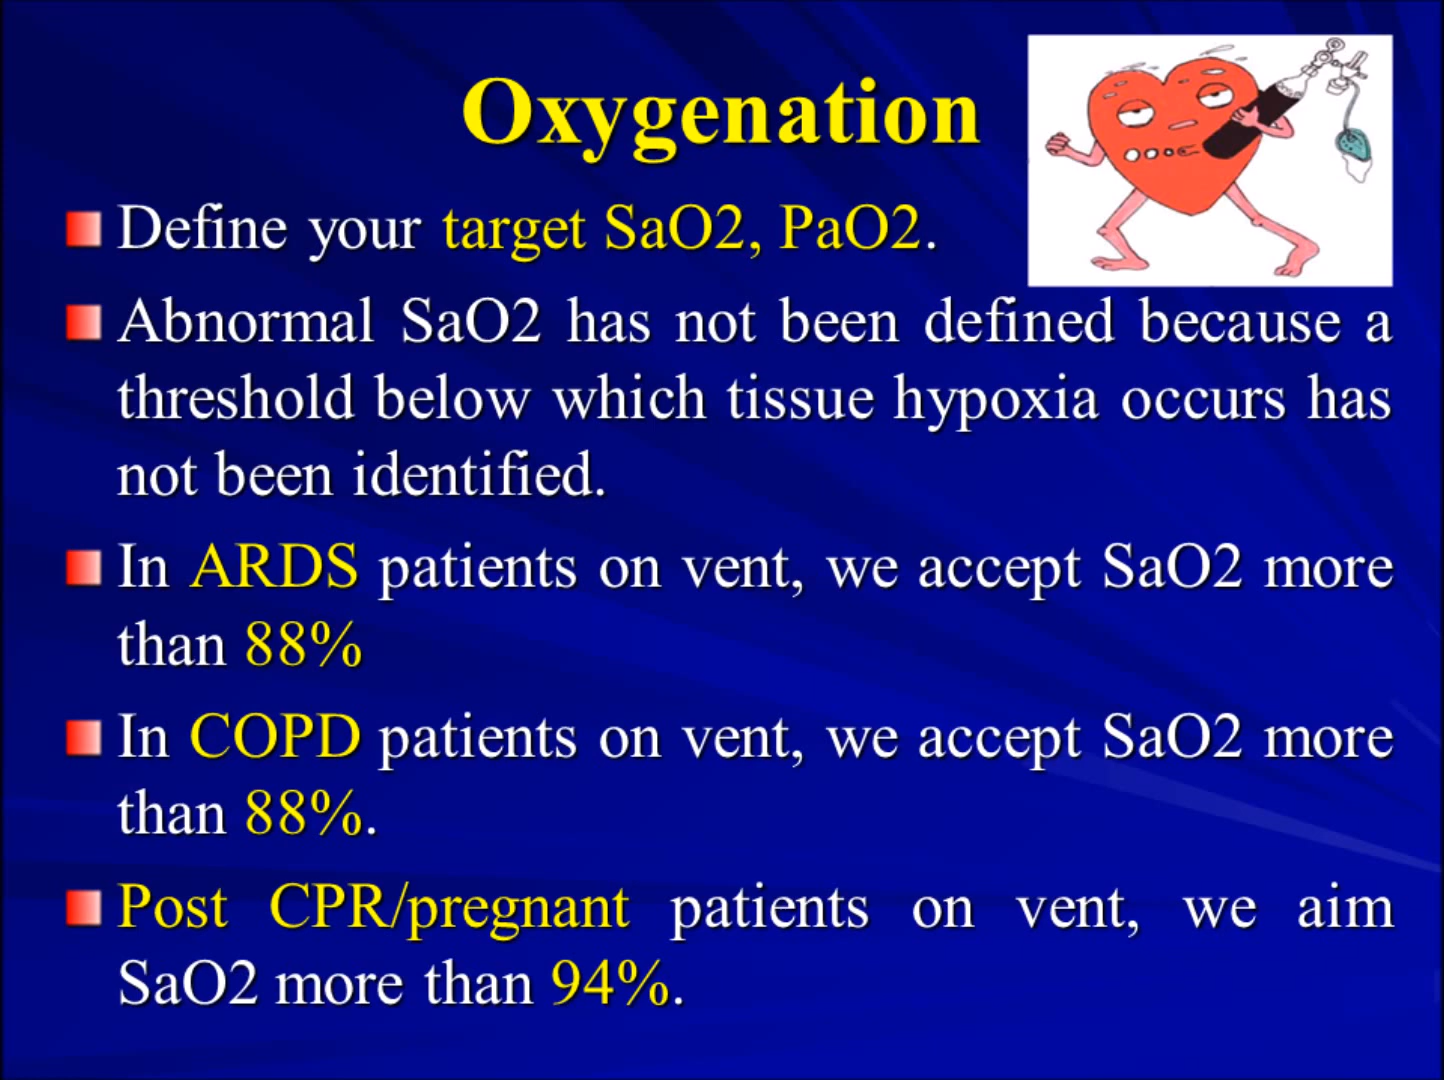 Oxygenation
Define your target SaO2, PaO2.
Abnormal SaO2 has not been defined because a
threshold below which tissue hypoxia occurs has
not been identified.
In ARDS patients on vent, we accept SaO2 more
than 88%
In COPD patients on vent, we accept SaO2 more
than 88%.
Post CPR/pregnant patients on vent, we aim
SaO2 more than 94%.